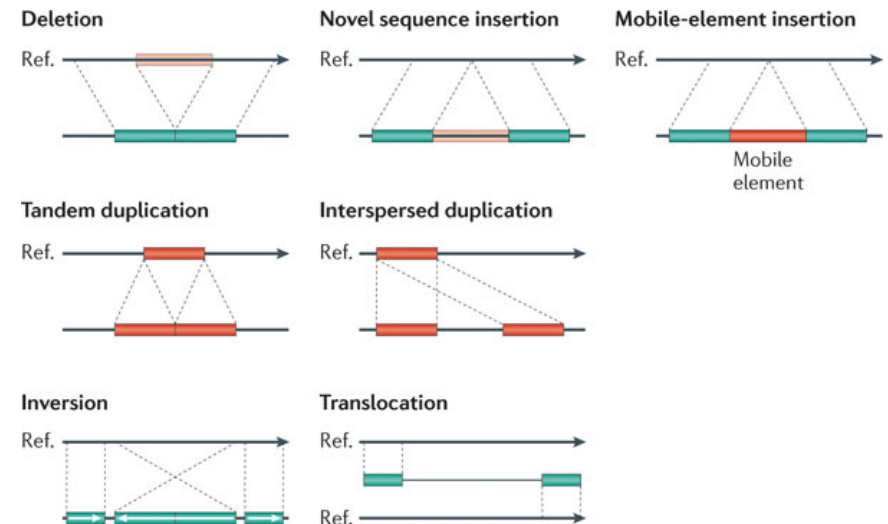 Deletion
Novel sequence insertion
Mobile-element insertion
Ref.
Ref.
Ref.
Mobile
element
Tandem duplication
Interspersed duplication
Ref.
Ref.
Inversion
Translocation
Ref.
Ref.
Ref.